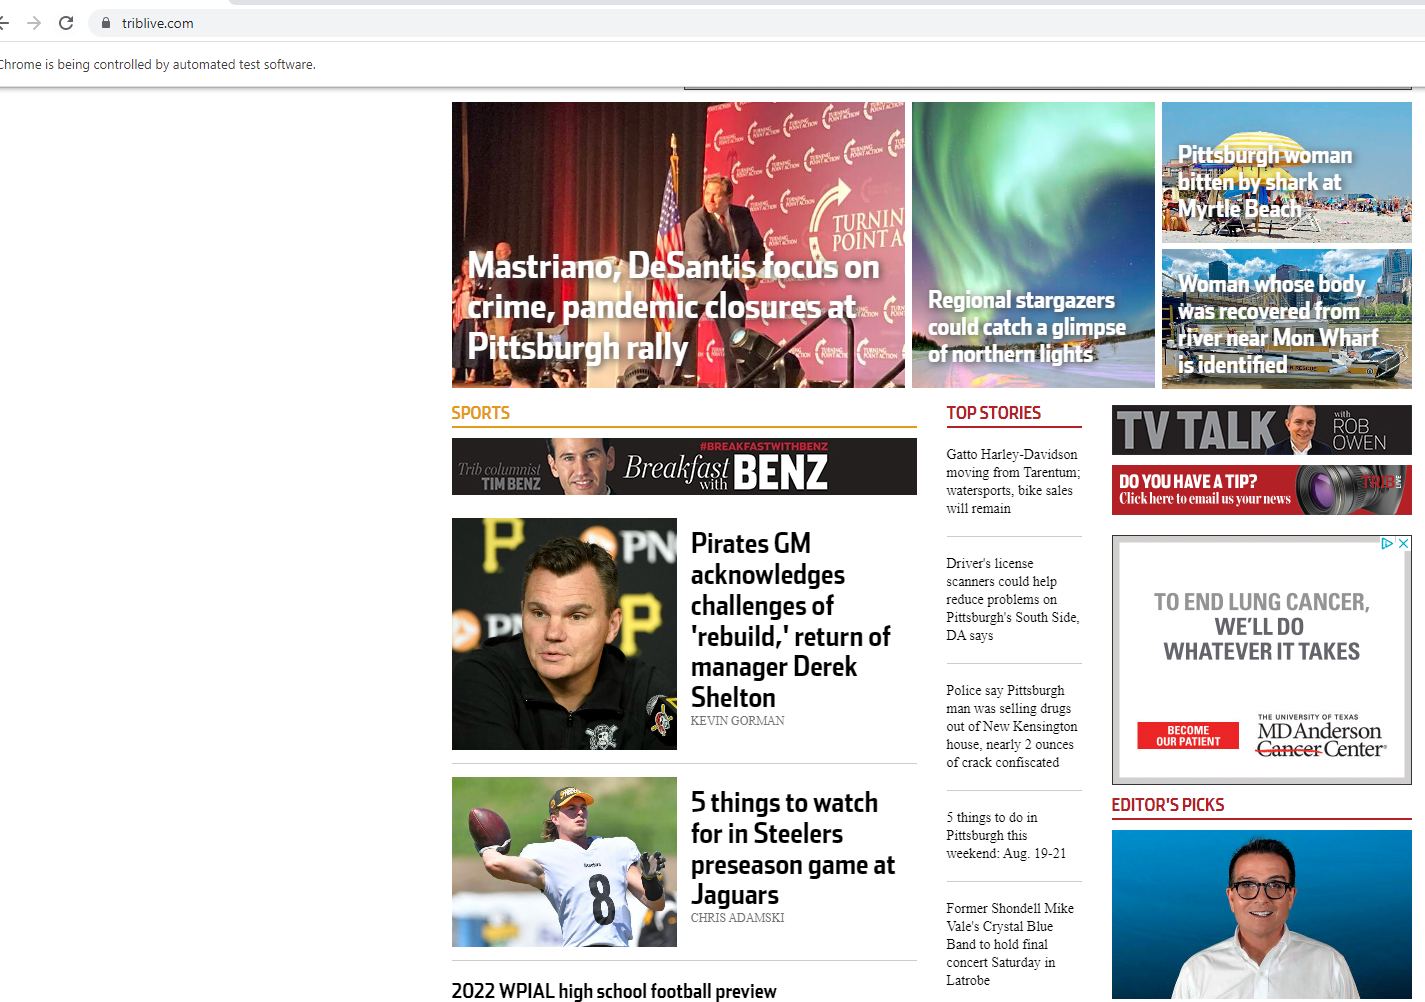 triblive.com
Chrome is being controlled by automated test software.
TURNING
POINT ACTION
Mastriano, DeSantis focus on
crime, pandemic closures at
Pittsburgh rally
Regional stargazers
could catch a glimpse
of northern lights
Pittsburgh woman
bitten by shark at
Myrtle Beach
Woman whose body
was recovered from
river near Mon Wharf
is identified
SPORTS
#BREAKFASTWITHBENZ
Trib columnist
TIM BENZ
Breakfast
with BENZ
P PNC
Pirates GM
acknowledges
challenges of
'rebuild,' return of
manager Derek
Shelton
KEVIN GORMAN
5 things to watch
for in Steelers
preseason game at
Jaguars
CHRIS ADAMSKI
8
2022 WPIAL high school football preview
TOP STORIES
Gatto Harley-Davidson
moving from Tarentum;
watersports, bike sales
will remain
Driver's license
scanners could help
reduce problems on
Pittsburgh's South Side,
DA says
Police say Pittsburgh
man was selling drugs
out of New Kensington
house, nearly 2 ounces
of crack confiscated
5 things to do in
Pittsburgh this
weekend: Aug. 19-21
Former Shondell Mike
Vale's Crystal Blue
Band to hold final
concert Saturday in
Latrobe
TV TALK with
ROB
OWEN
DO YOU HAVE A TIP?
Click here to email us your news
TRIB LIVE
TO END LUNG CANCER,
WE'LL DO
WHATEVER IT TAKES
BECOME
OUR PATIENT
THE UNIVERSITY OF TEXAS
MD Anderson
Cancer Center®
EDITOR'S PICKS